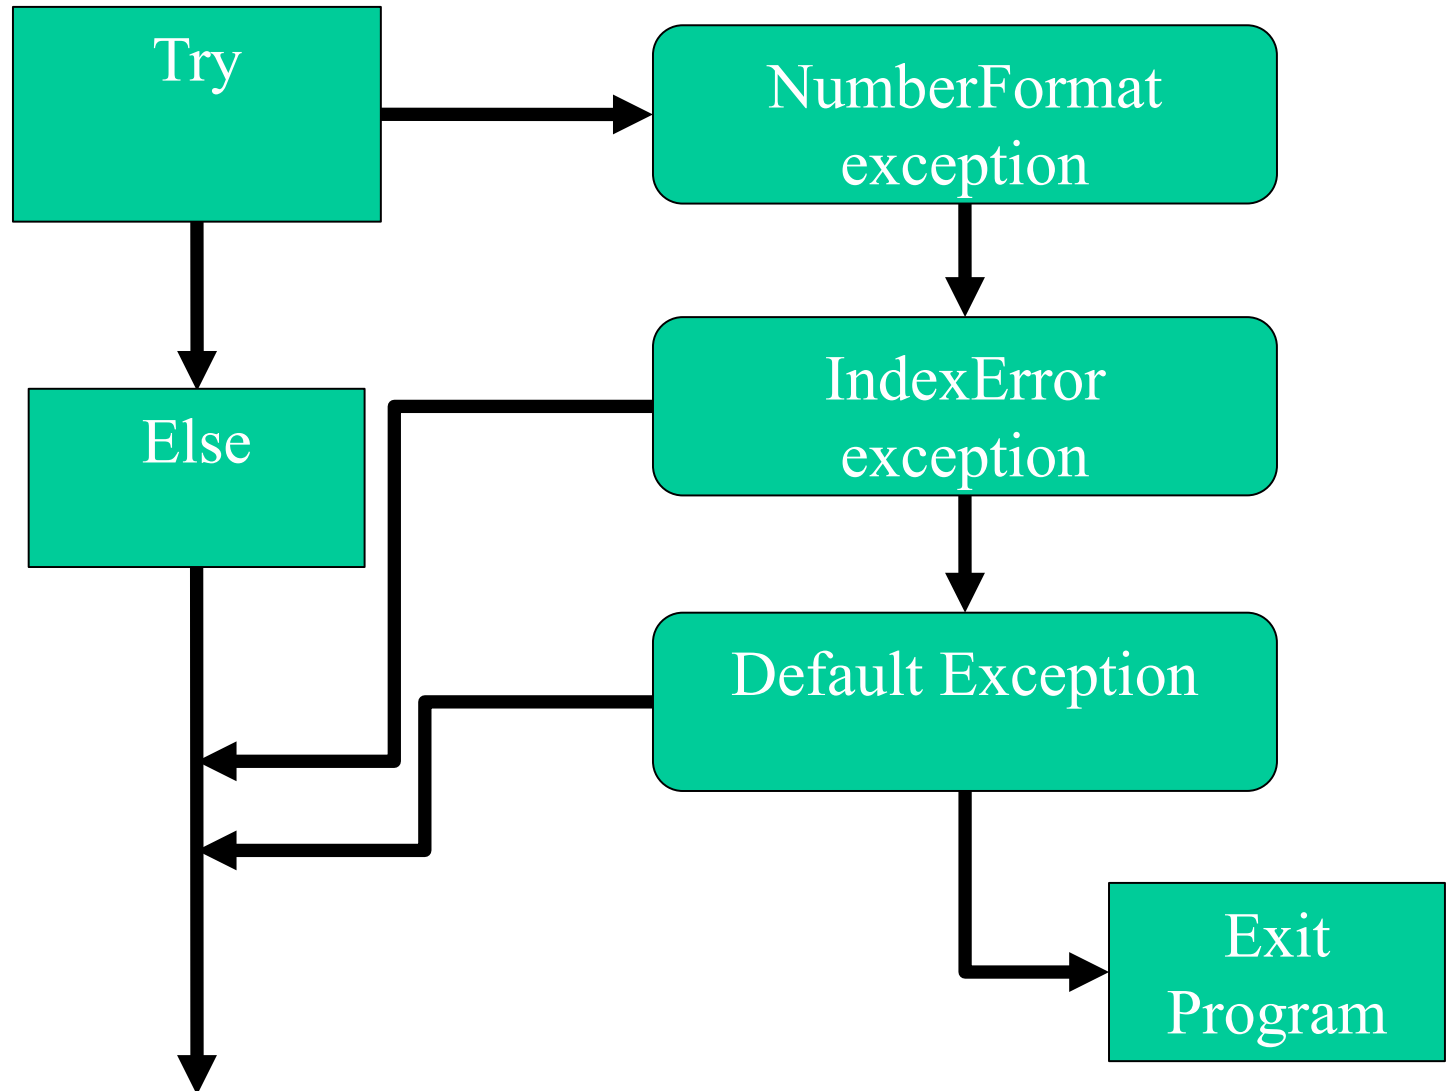 Try
NumberFormat
exception
IndexError
exception
Else
Default Exception
Exit
Program